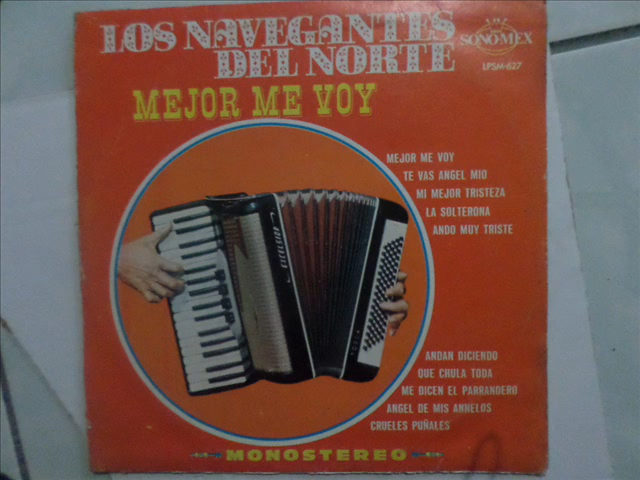 LOS NAVEGANTES
DEL NORTE
SONO-MEX
LPSM-627
MEJOR ME VOY
MEJOR ME VOY
TE VAS ANGEL MIO
MI MEJOR TRISTEZA
LA SOLTERONA
ANDO MUY TRISTE
EXCELSIOR
ANDAN DICIENDO
QUE CHULA TODA
ME DICEN EL PARRANDERO
ANGEL DE MIS ANHELOS
CRUELES PUÑALES
MONOSTEREO